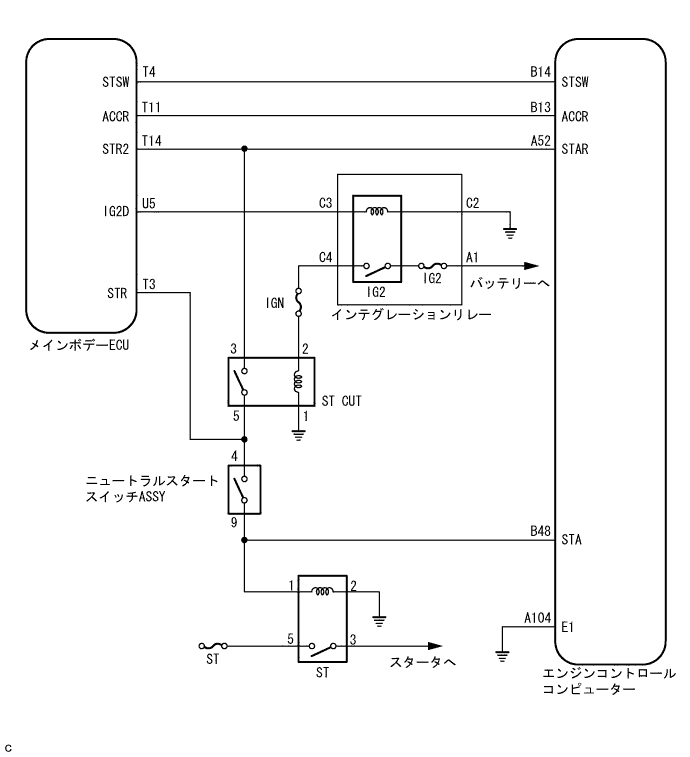 T4
B14
STSW
STSW
T11
B13
ACCR
ACCR
T14
A52
STR2
STAR
U5
C3
C2
IG2D
C4
A1
T3
STR
IGN
IG2
IG2
バッテリーへ
インテグレーションリレー
メインボデーECU
3
2
ST CUT
5
1
4
ニュートラルスタート
スイッチASSY
9
B48
STA
1
2
A104
E1
5
3
ST
ST
スタータへ
エンジンコントロール
コンピューター
C